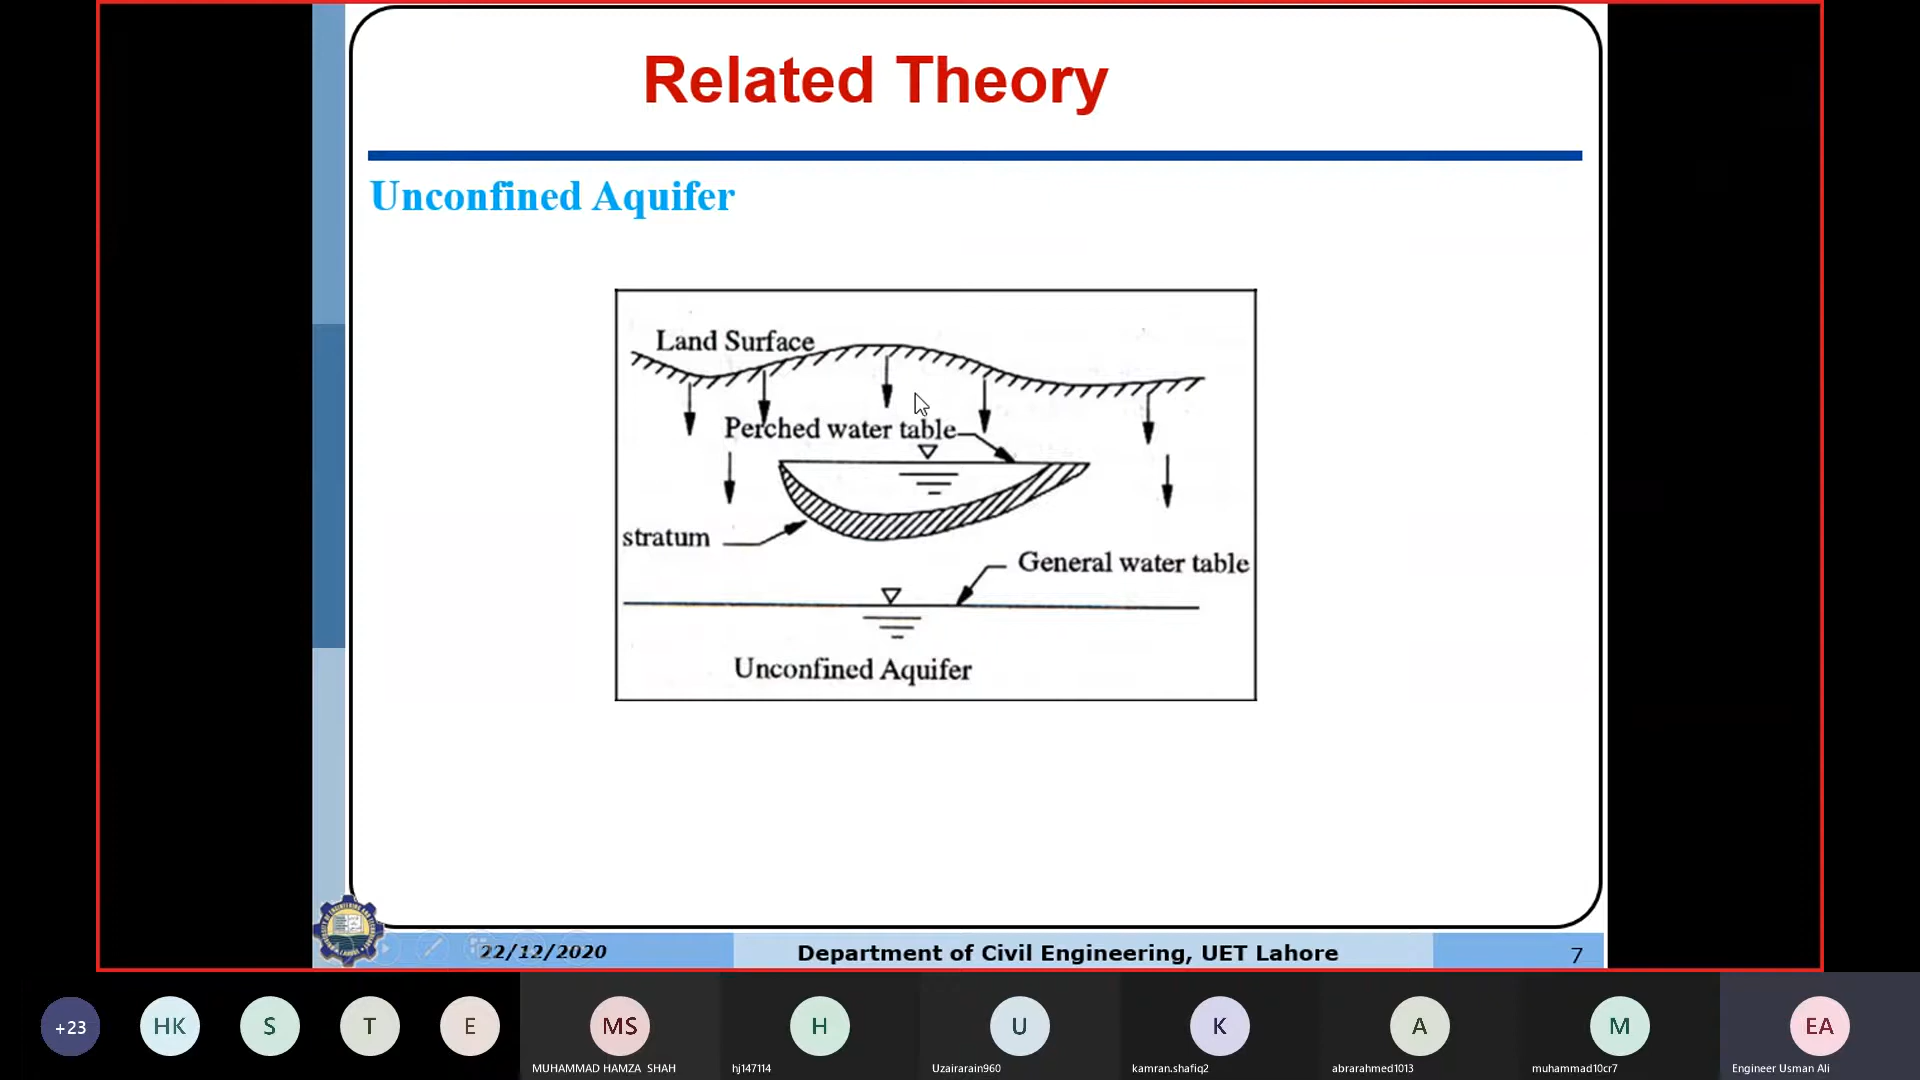 Related Theory
Unconfined Aquifer
Land Surface
Perched water table
stratum
General water table
Unconfined Aquifer
22/12/2020
Department of Civil Engineering, UET Lahore
7
+23
HK
S
T
E
MS
H
U
K
A
M
EA
MUHAMMAD HAMZA SHAH
hj147114
Uzairarain960
kamran.shafiq2
abrarahmed1013
muhammad10cr7
Engineer Usman Ali